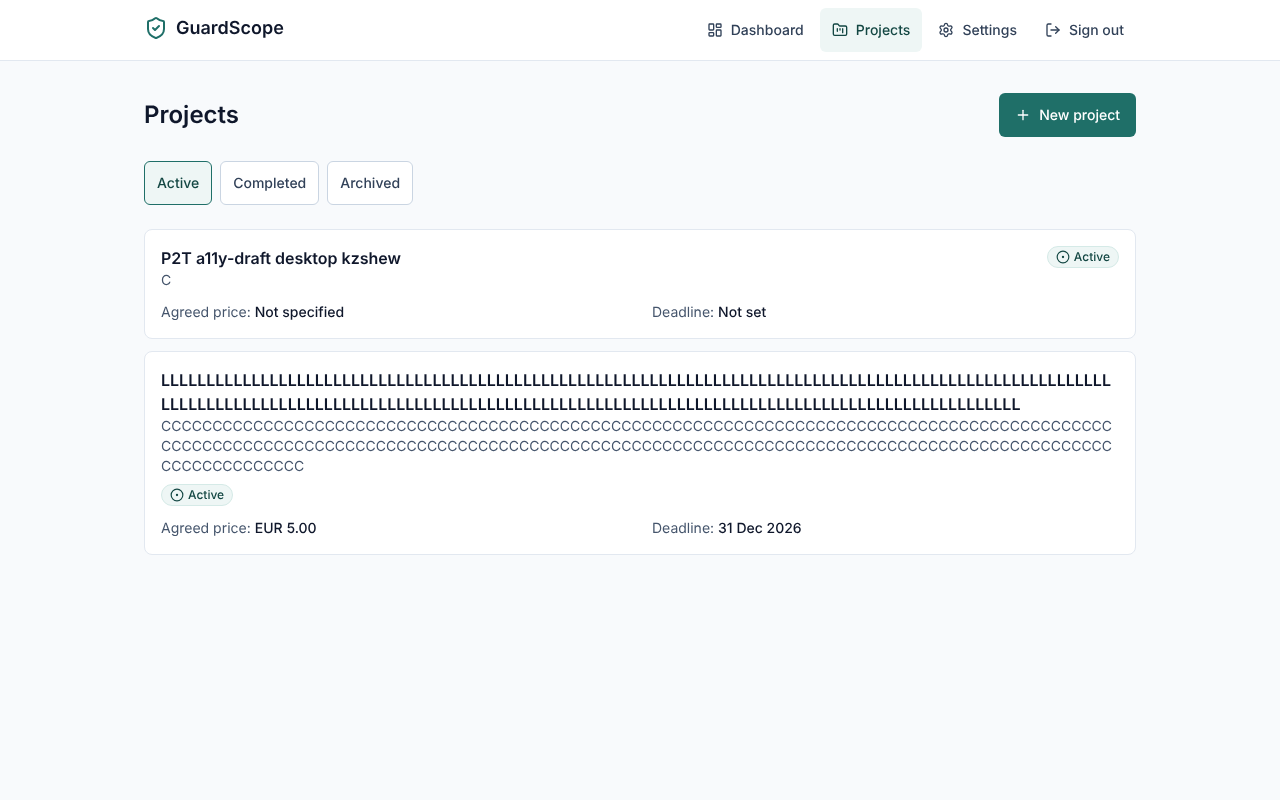 GuardScope
Dashboard
Projects
Settings
Sign out
Projects
New project
Active
Completed
Archived
P2T a11y-draft desktop kzshew
Active
C
Agreed price: Not specified
Deadline: Not set
Active
Agreed price: EUR 5.00
Deadline: 31 Dec 2026